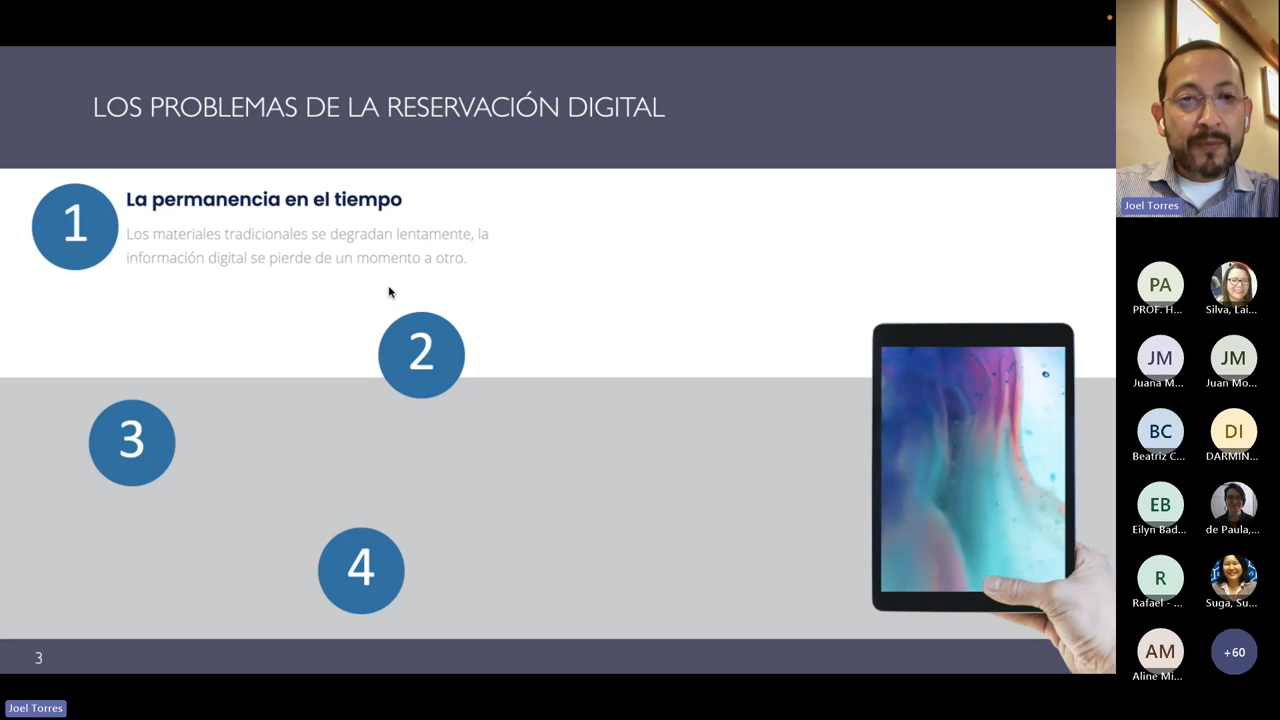 LOS PROBLEMAS DE LA RESERVACIÓN DIGITAL
1
La permanencia en el tiempo
Los materiales tradicionales se degradan lentamente, la
información digital se pierde de un momento a otro.
2
3
4
3
Joel Torres
Joel Torres
PA
PROF. H...
Silva, Lai...
JM
Juana M...
JM
Juan Mo...
BC
Beatriz C...
DI
DARMIN...
EB
Eilyn Bad...
de Paula,...
R
Rafael - ...
Suga, Su...
AM
Aline Mi...
+60